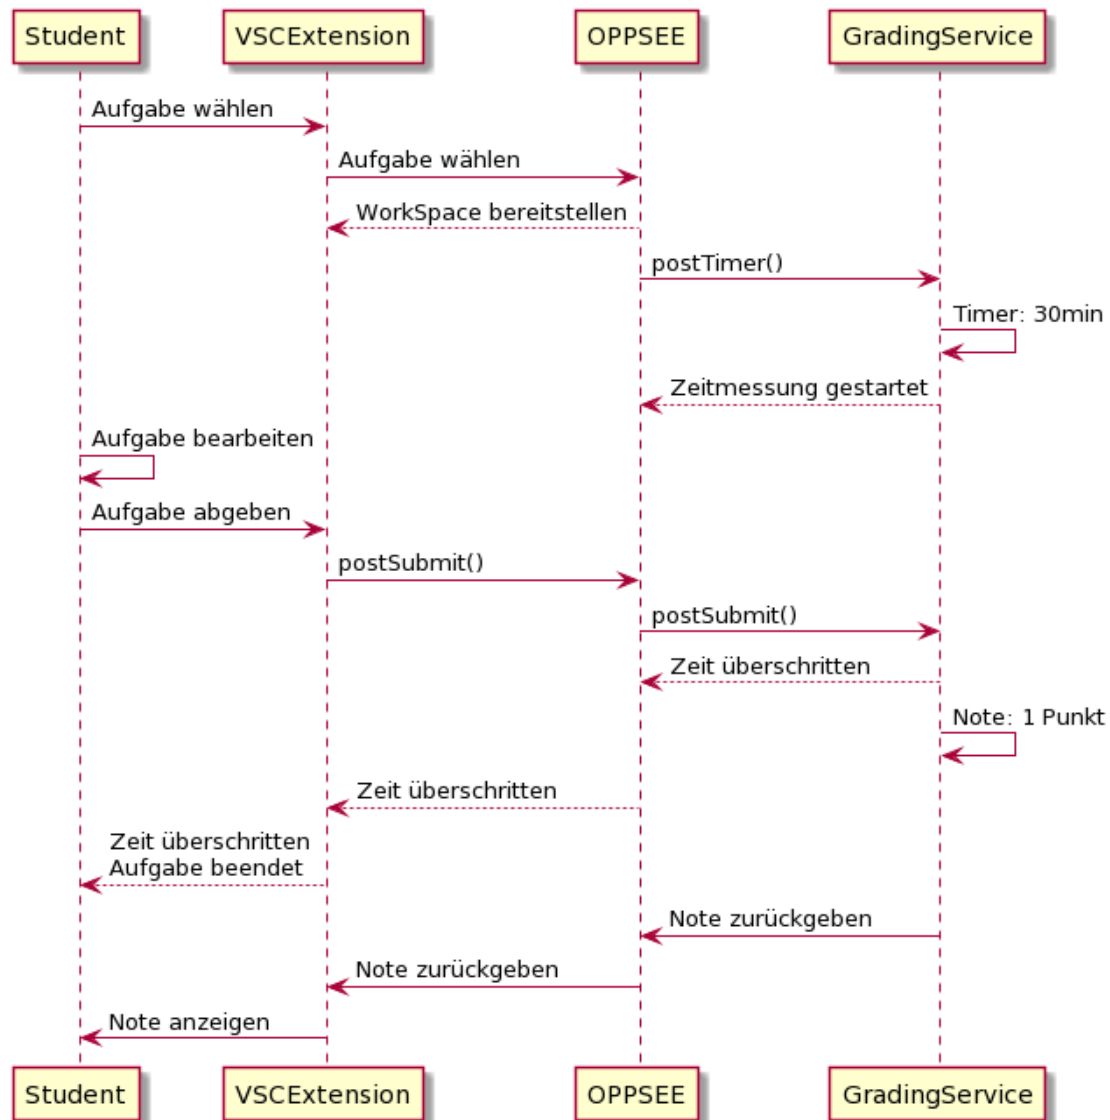 Student
VSCExtension
OPPSEE
GradingService
Aufgabe wählen
Aufgabe wählen
WorkSpace bereitstellen
postTimer()
Timer: 30min
Zeitmessung gestartet
Aufgabe bearbeiten
Aufgabe abgeben
postSubmit()
postSubmit()
Zeit überschritten
Note: 1 Punkt
Zeit überschritten
Zeit überschritten
Aufgabe beendet
Note zurückgeben
Note zurückgeben
Note anzeigen
Student
VSCExtension
OPPSEE
GradingService